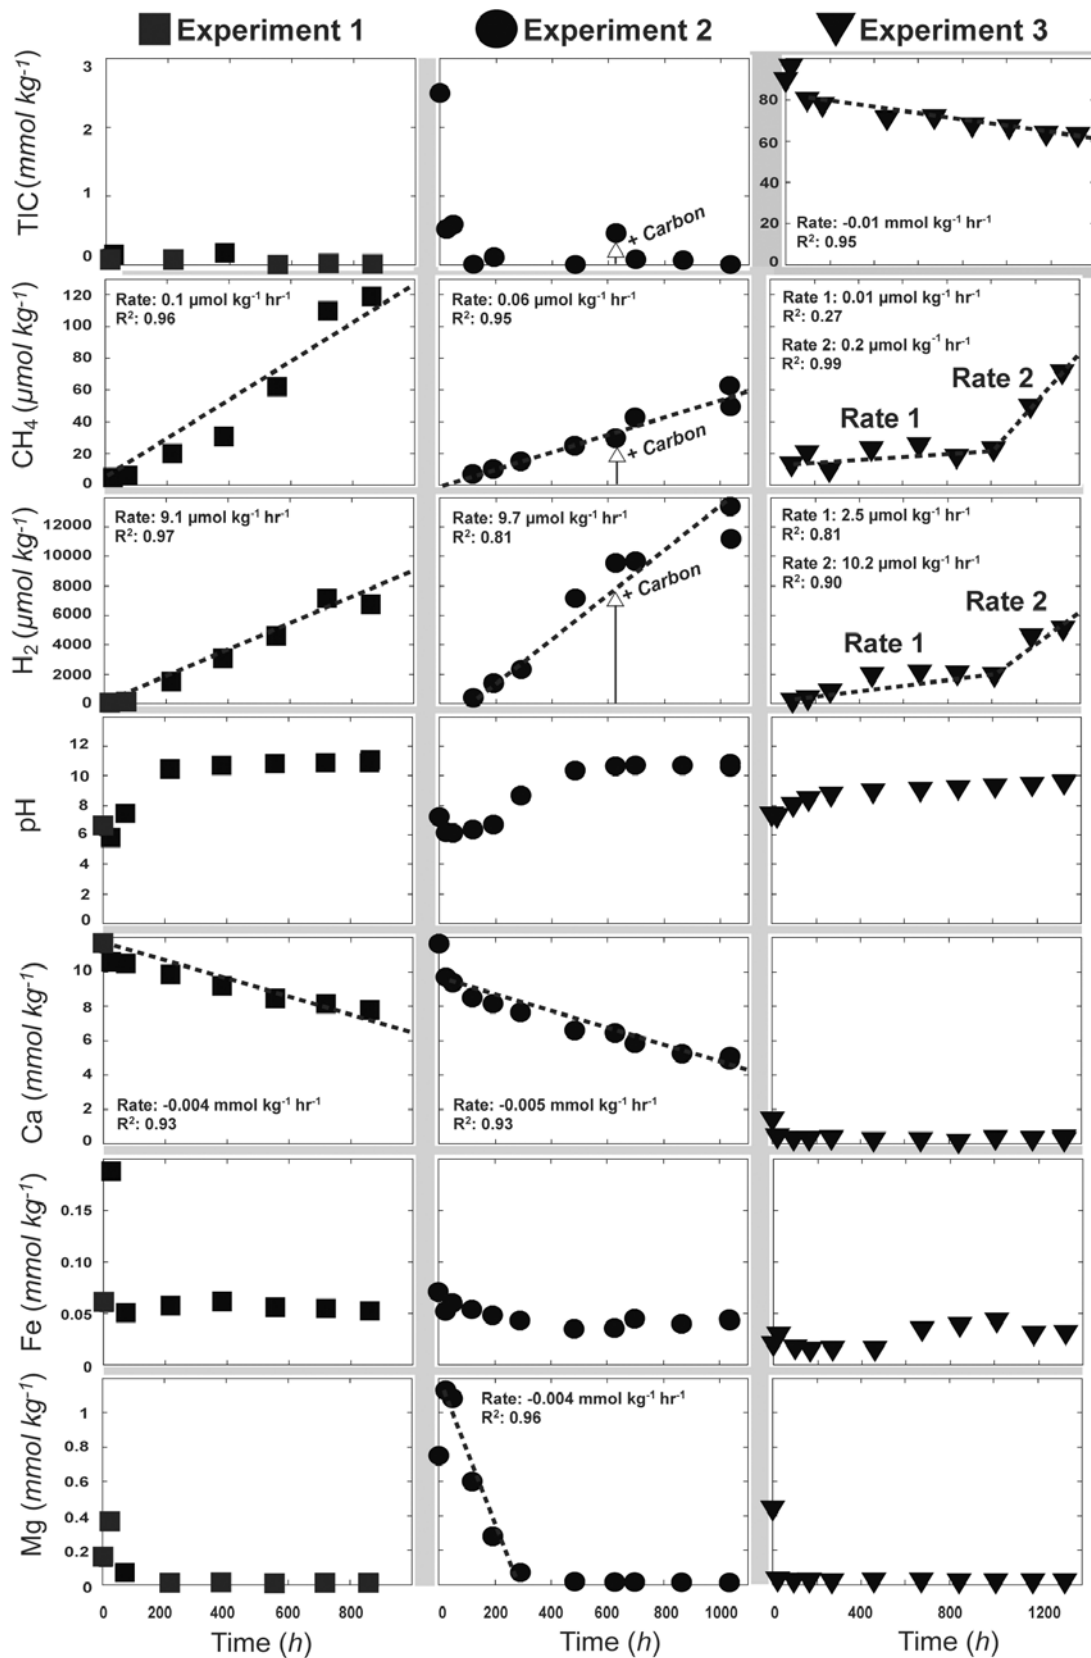 Experiment 1
Experiment 2
Experiment 3
TIC (mmol kg⁻¹)
3
2
1
0
+ Carbon
80
60
40
20
0
Rate: -0.01 mmol kg⁻¹ hr⁻¹
R²: 0.95
CH₄ (µmol kg⁻¹)
120
100
80
60
40
20
0
Rate: 0.1 µmol kg⁻¹ hr⁻¹
R²: 0.96
Rate: 0.06 µmol kg⁻¹ hr⁻¹
R²: 0.95
+ Carbon
Rate 1: 0.01 µmol kg⁻¹ hr⁻¹
R²: 0.27
Rate 2: 0.2 µmol kg⁻¹ hr⁻¹
R²: 0.99
Rate 2
Rate 1
H₂ (µmol kg⁻¹)
12000
10000
8000
6000
4000
2000
0
Rate: 9.1 µmol kg⁻¹ hr⁻¹
R²: 0.97
Rate: 9.7 µmol kg⁻¹ hr⁻¹
R²: 0.81
+ Carbon
Rate 1: 2.5 µmol kg⁻¹ hr⁻¹
R²: 0.81
Rate 2: 10.2 µmol kg⁻¹ hr⁻¹
R²: 0.90
Rate 2
Rate 1
pH
12
10
8
6
4
2
0
Ca (mmol kg⁻¹)
10
8
6
4
2
0
Rate: -0.004 mmol kg⁻¹ hr⁻¹
R²: 0.93
Rate: -0.005 mmol kg⁻¹ hr⁻¹
R²: 0.93
Fe (mmol kg⁻¹)
0.15
0.10
0.05
0
Mg (mmol kg⁻¹)
1
0.8
0.6
0.4
0.2
0
Rate: -0.004 mmol kg⁻¹ hr⁻¹
R²: 0.96
0 200 400 600 800
0 200 400 600 800 1000
0 400 800 1200
Time (h)
Time (h)
Time (h)